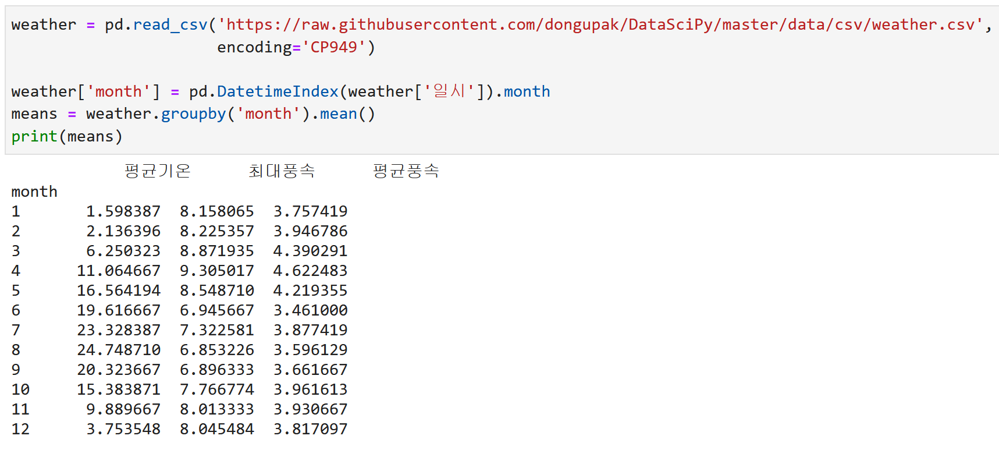 weather = pd.read_csv('https://raw.githubusercontent.com/dongupak/DataSciPy/master/data/csv/weather.csv',
                      encoding='CP949')
weather['month'] = pd.DatetimeIndex(weather['일시']).month
means = weather.groupby('month').mean()
print(means)
            평균기온      최대풍속      평균풍속
month
1       1.598387  8.158065  3.757419
2       2.136396  8.225357  3.946786
3       6.250323  8.871935  4.390291
4      11.064667  9.305017  4.622483
5      16.564194  8.548710  4.219355
6      19.616667  6.945667  3.461000
7      23.328387  7.322581  3.877419
8      24.748710  6.853226  3.596129
9      20.323667  6.896333  3.661667
10     15.383871  7.766774  3.961613
11      9.889667  8.013333  3.930667
12      3.753548  8.045484  3.817097